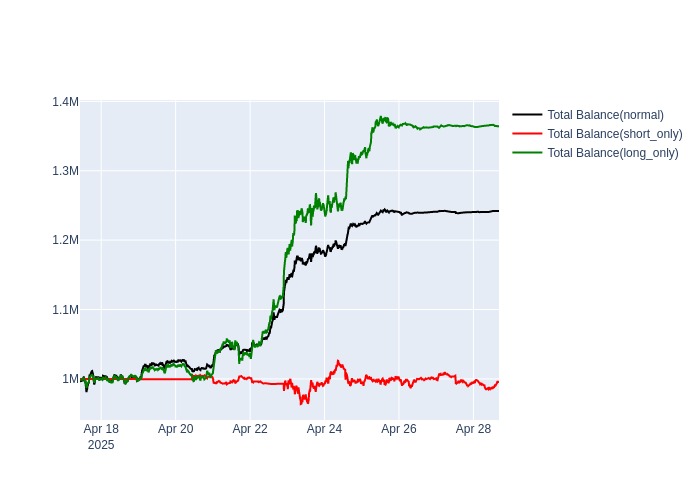 1.4M
1.3M
1.2M
1.1M
1M
Apr 18
2025
Apr 20
Apr 22
Apr 24
Apr 26
Apr 28
Total Balance(normal)
Total Balance(short_only)
Total Balance(long_only)